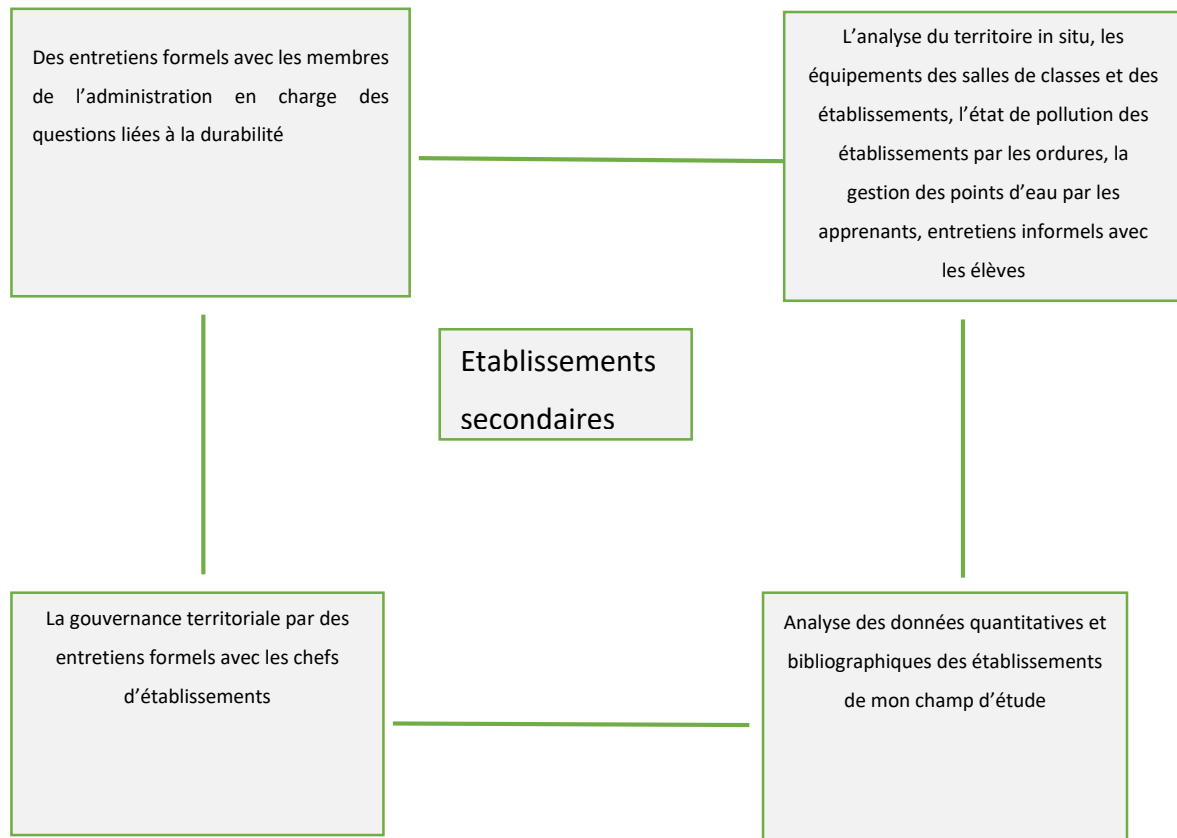 Des entretiens formels avec les membres
de l’administration en charge des
questions liées à la durabilité
L’analyse du territoire in situ, les
équipements des salles de classes et des
établissements, l’état de pollution des
établissements par les ordures, la
gestion des points d’eau par les
apprenants, entretiens informels avec
les élèves
Etablissements
secondaires
La gouvernance territoriale par des
entretiens formels avec les chefs
d’établissements
Analyse des données quantitatives et
bibliographiques des établissements
de mon champ d’étude